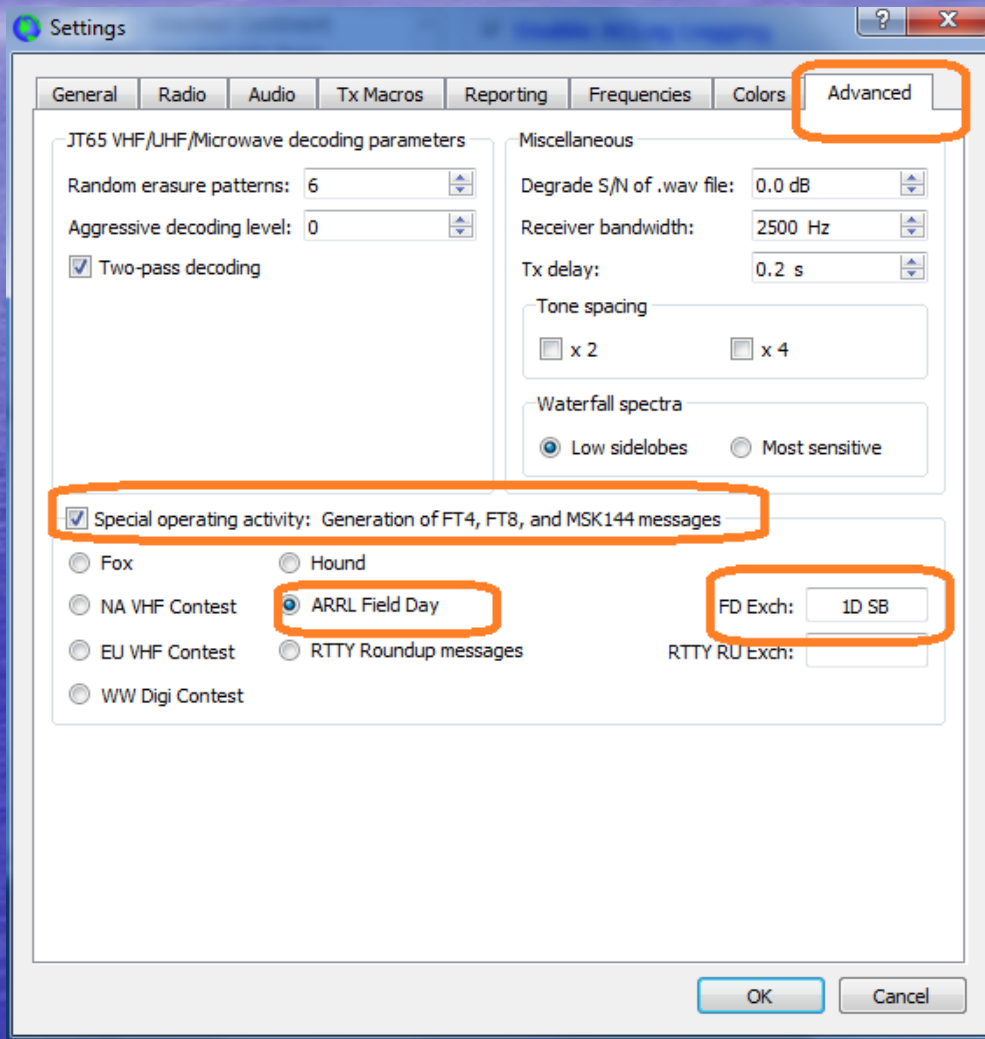 Settings
General Radio Audio Tx Macros Reporting Frequencies Colors Advanced
JT65 VHF/UHF/Microwave decoding parameters
Random erasure patterns: 6
Aggressive decoding level: 0
Two-pass decoding
Miscellaneous
Degrade S/N of .wav file: 0.0 dB
Receiver bandwidth: 2500 Hz
Tx delay: 0.2 s
Tone spacing
x 2 x 4
Waterfall spectra
Low sidelobes Most sensitive
Special operating activity: Generation of FT4, FT8, and MSK144 messages
Fox Hound
NA VHF Contest ARRL Field Day FD Exch: 1D SB
EU VHF Contest RTTY Roundup messages RTTY RU Exch:
WW Digi Contest
OK Cancel